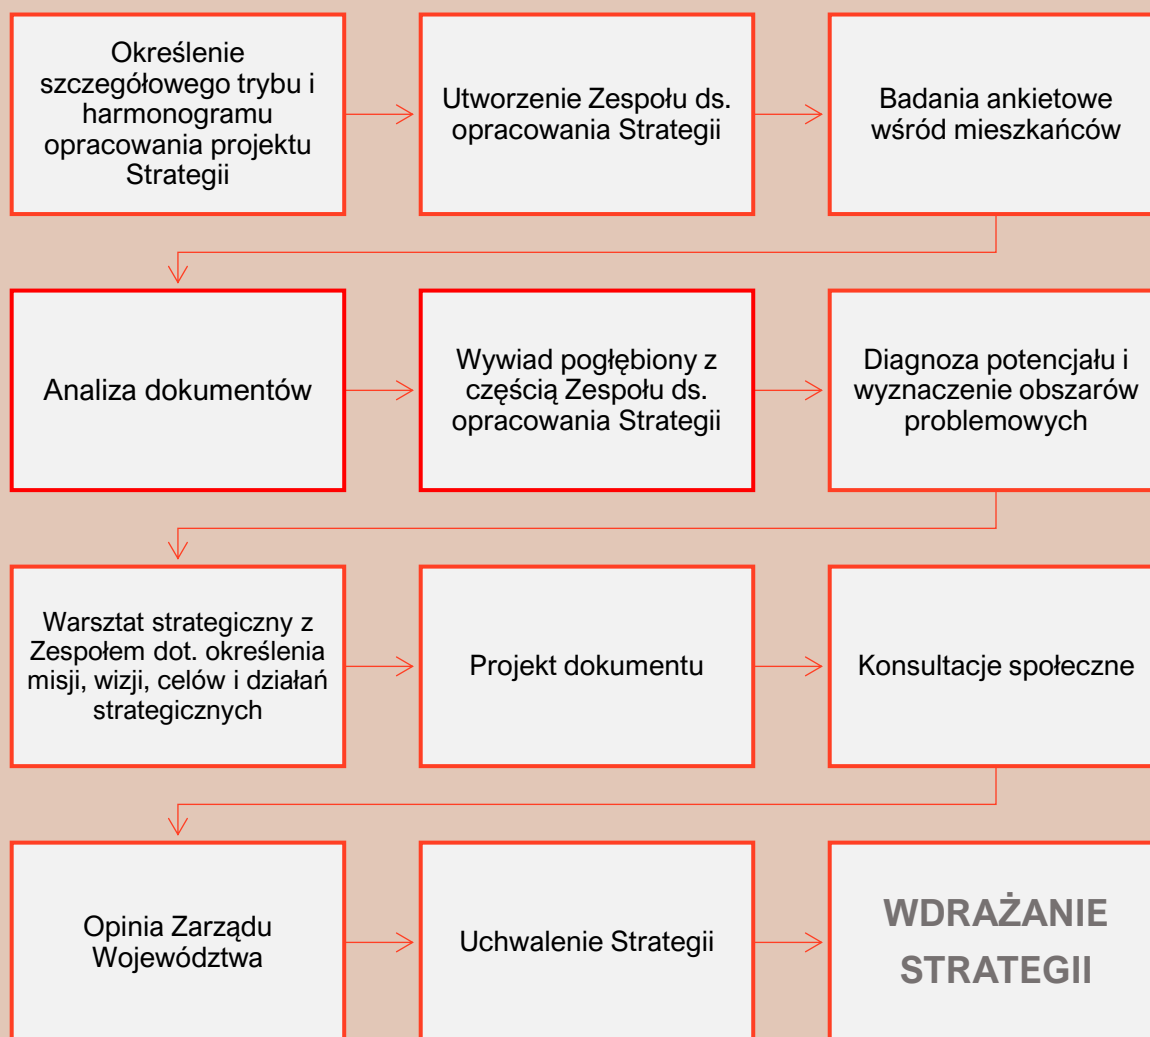 Określenie
szczegółowego trybu i
harmonogramu
opracowania projektu
Strategii
Utworzenie Zespołu ds.
opracowania Strategii
Badania ankietowe
wśród mieszkańców
Analiza dokumentów
Wywiad pogłębiony z
częścią Zespołu ds.
opracowania Strategii
Diagnoza potencjału i
wyznaczenie obszarów
problemowych
Warsztat strategiczny z
Zespołem dot. określenia
misji, wizji, celów i działań
strategicznych
Projekt dokumentu
Konsultacje społeczne
Opinia Zarządu
Województwa
Uchwalenie Strategii
WDRAŻANIE
STRATEGII